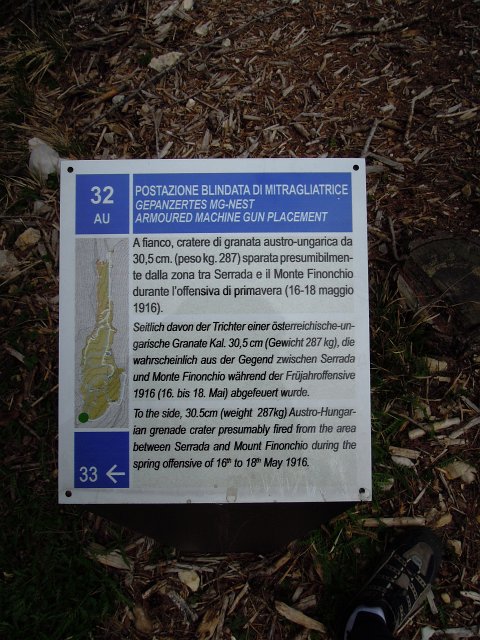 32
AU
POSTAZIONE BLINDATA DI MITRAGLIATRICE
GEPANZERTES MG-NEST
ARMOURED MACHINE GUN PLACEMENT
A fianco, cratere di granata austro-ungarica da
30,5 cm. (peso kg. 287) sparata presumibilmen-
te dalla zona tra Serrada e il Monte Finonchio
durante l'offensiva di primavera (16-18 maggio
1916).
Seitlich davon der Trichter einer österreichische-un-
garische Granate Kal. 30,5 cm (Gewicht 287 kg), die
wahrscheinlich aus der Gegend zwischen Serrada
und Monte Finonchio während der Früjahroffensive
1916 (16. bis 18. Mai) abgefeuert wurde.
To the side, 30.5cm (weight 287kg) Austro-Hungar-
ian grenade crater presumably fired from the area
between Serrada and Mount Finonchio during the
spring offensive of 16th to 18th May 1916.
33 ←